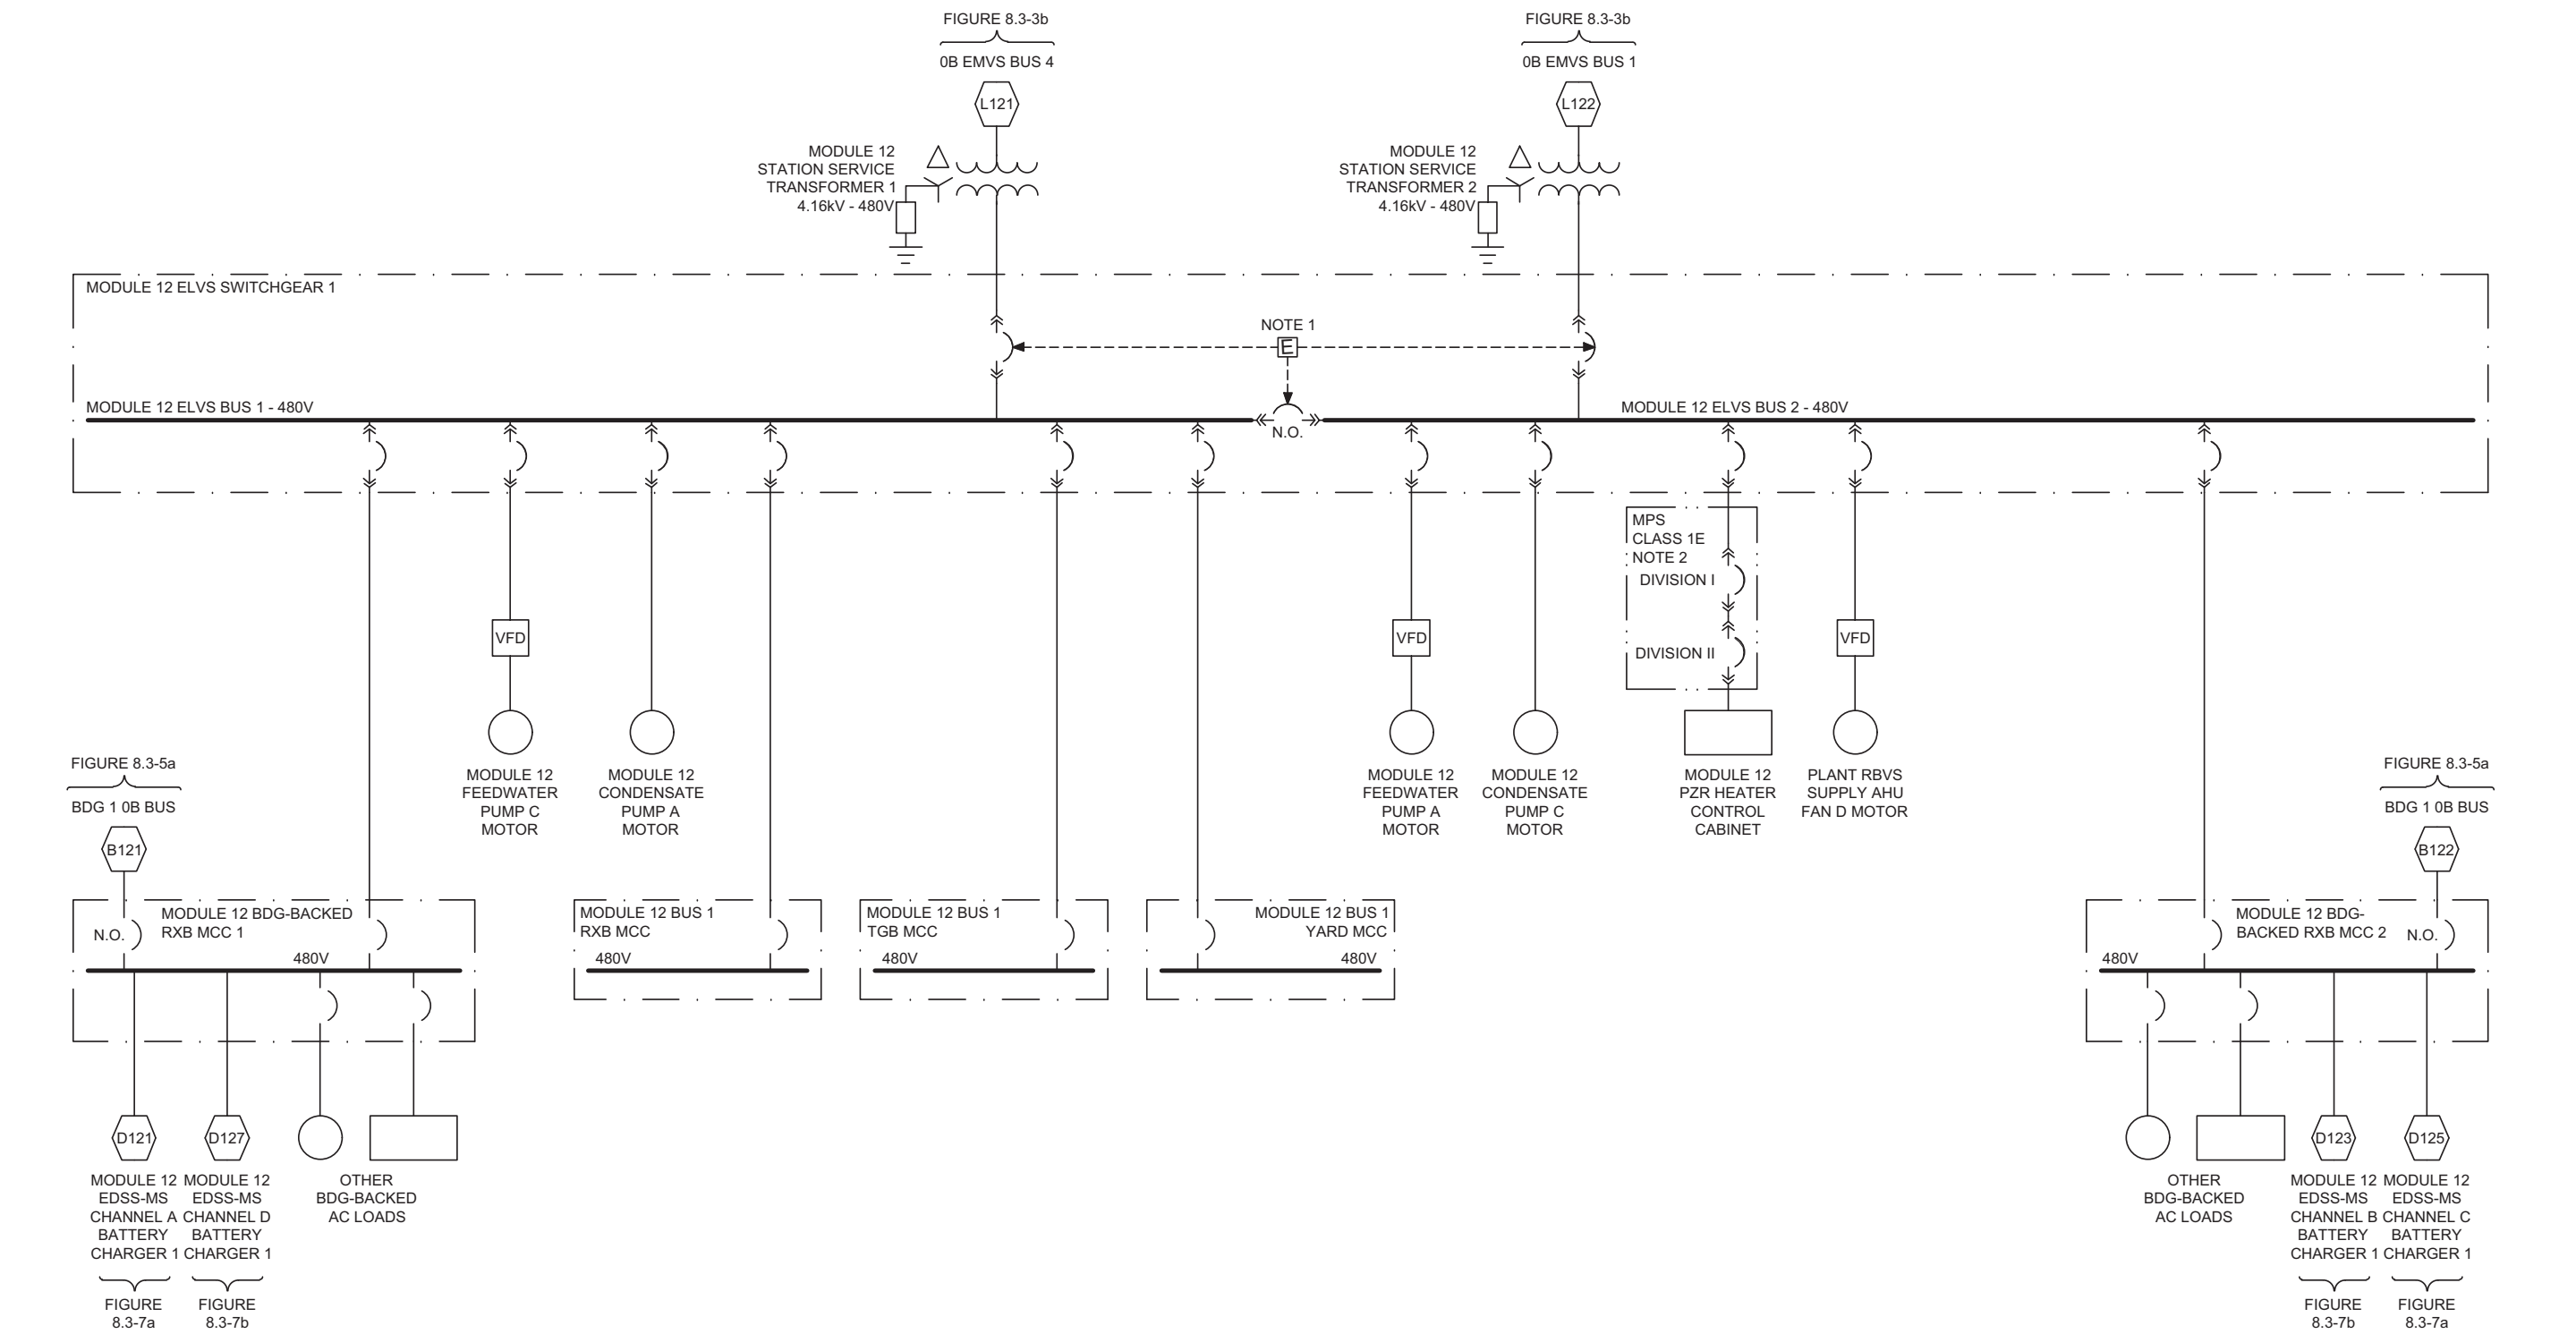 FIGURE 8.3-3b
0B EMVS BUS 4
L121
MODULE 12
STATION SERVICE
TRANSFORMER 1
4.16kV - 480V
FIGURE 8.3-3b
0B EMVS BUS 1
L122
MODULE 12
STATION SERVICE
TRANSFORMER 2
4.16kV - 480V
MODULE 12 ELVS SWITCHGEAR 1
NOTE 1
E
MODULE 12 ELVS BUS 1 - 480V
N.O.
MODULE 12 ELVS BUS 2 - 480V
MPS
CLASS 1E
NOTE 2
DIVISION I
DIVISION II
VFD
VFD
VFD
MODULE 12
FEEDWATER
PUMP C
MOTOR
MODULE 12
CONDENSATE
PUMP A
MOTOR
MODULE 12
FEEDWATER
PUMP A
MOTOR
MODULE 12
CONDENSATE
PUMP C
MOTOR
MODULE 12
PZR HEATER
CONTROL
CABINET
PLANT RBVS
SUPPLY AHU
FAN D MOTOR
FIGURE 8.3-5a
BDG 1 0B BUS
B121
N.O.
MODULE 12 BDG-BACKED
RXB MCC 1
480V
MODULE 12 BUS 1
RXB MCC
480V
MODULE 12 BUS 1
TGB MCC
480V
MODULE 12 BUS 1
YARD MCC
480V
FIGURE 8.3-5a
BDG 1 0B BUS
B122
MODULE 12 BDG-
BACKED RXB MCC 2
N.O.
480V
D121
MODULE 12
EDSS-MS
CHANNEL A
BATTERY
CHARGER 1
FIGURE
8.3-7a
D127
MODULE 12
EDSS-MS
CHANNEL D
BATTERY
CHARGER 1
FIGURE
8.3-7b
OTHER
BDG-BACKED
AC LOADS
OTHER
BDG-BACKED
AC LOADS
D123
MODULE 12
EDSS-MS
CHANNEL B
BATTERY
CHARGER 1
FIGURE
8.3-7b
D125
MODULE 12
EDSS-MS
CHANNEL C
BATTERY
CHARGER 1
FIGURE
8.3-7a